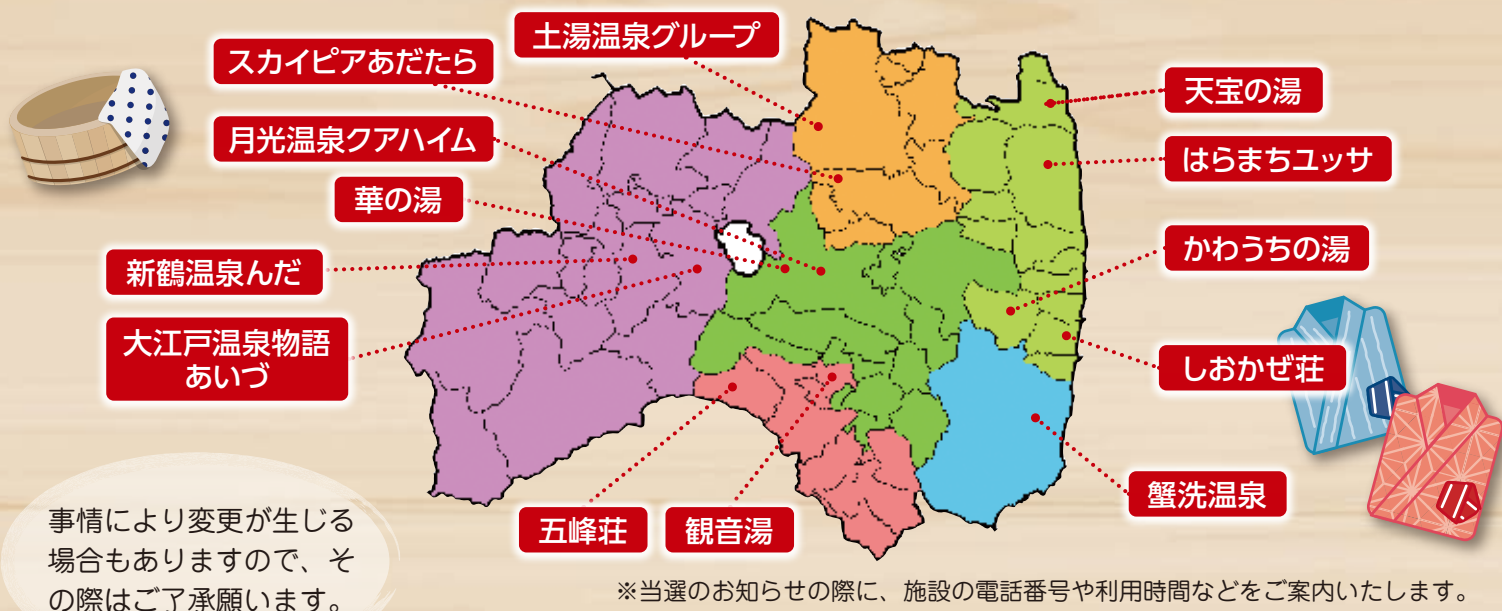 土湯温泉グループ
スカイピアあだたら
月光温泉クアハイム
華の湯
新鶴温泉んだ
大江戸温泉物語
あいづ
天宝の湯
はらまちユッサ
かわうちの湯
しおかぜ荘
蟹洗温泉
五峰荘
観音湯
事情により変更が生じる
場合もありますので、そ
の際はご了承願います。
※当選のお知らせの際に、施設の電話番号や利用時間などをご案内いたします。